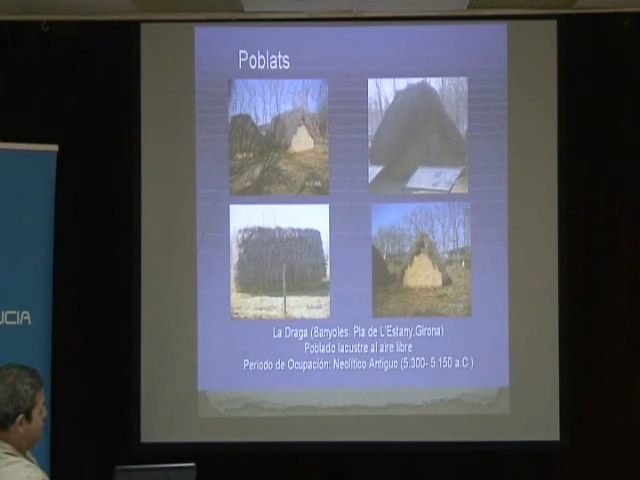 Poblats
La Draga (Banyoles. Pla de L'Estany.Girona)
Poblado lacustre al aire libre
UCIA
Periodo de Ocupación: Neolítico Antiguo (5.300- 5.150 a.C.)